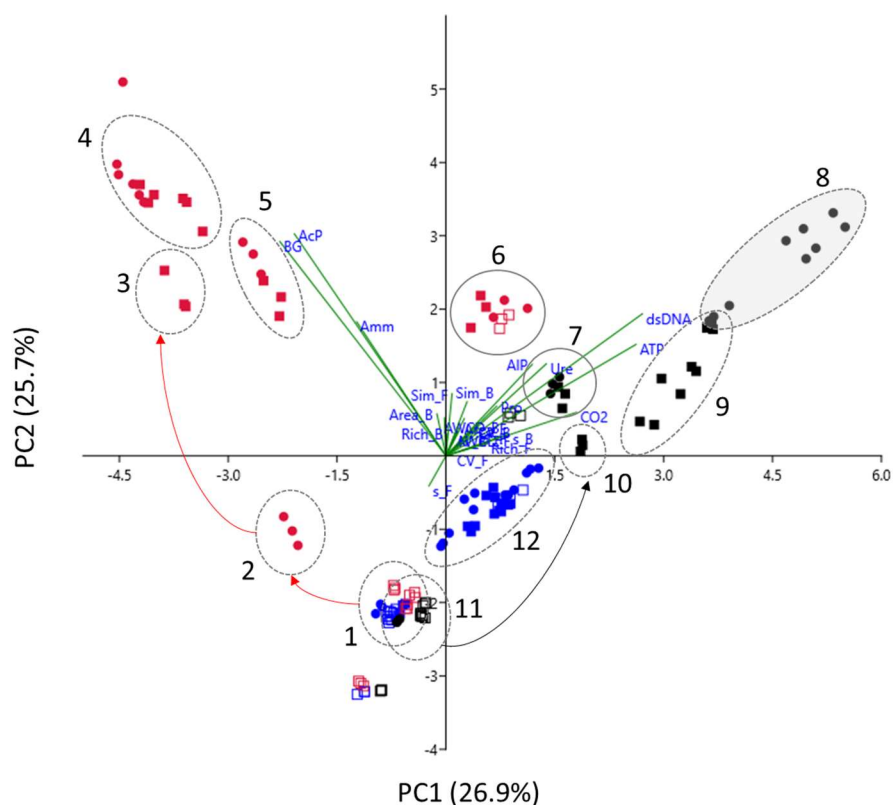 5
4
4
8
5
3
AcP
BG
6
3
2
dsDNA
7
Amm
ATP
AlP
Ure
1
Sim_F
Sim_B
9
Area_B
CO2
Rich_B
s_B
Rich_F
CV_F
-4.5
-3.0
-1.5
1.5
3.0
4.5
6.0
10
s_F
-1
12
2
11
1
-3
-4
PC2 (25.7%)
PC1 (26.9%)